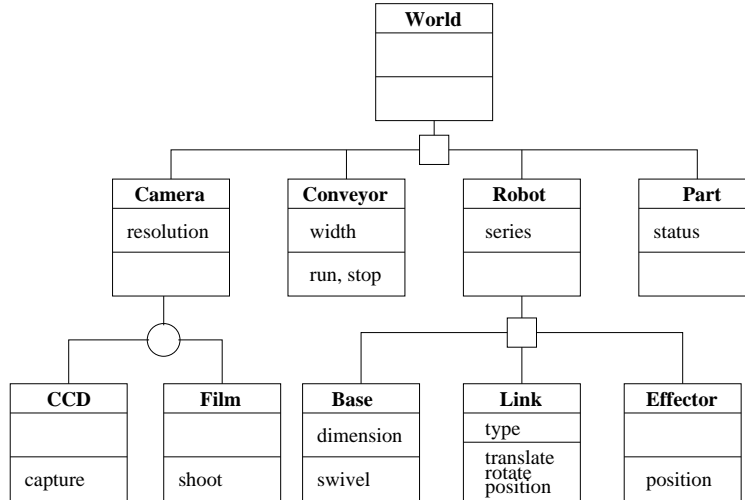 World
Camera
Conveyor
Robot
Part
resolution
width
series
status
run, stop
CCD
Film
Base
Link
Effector
dimension
type
capture
shoot
swivel
translate
rotate
position
position